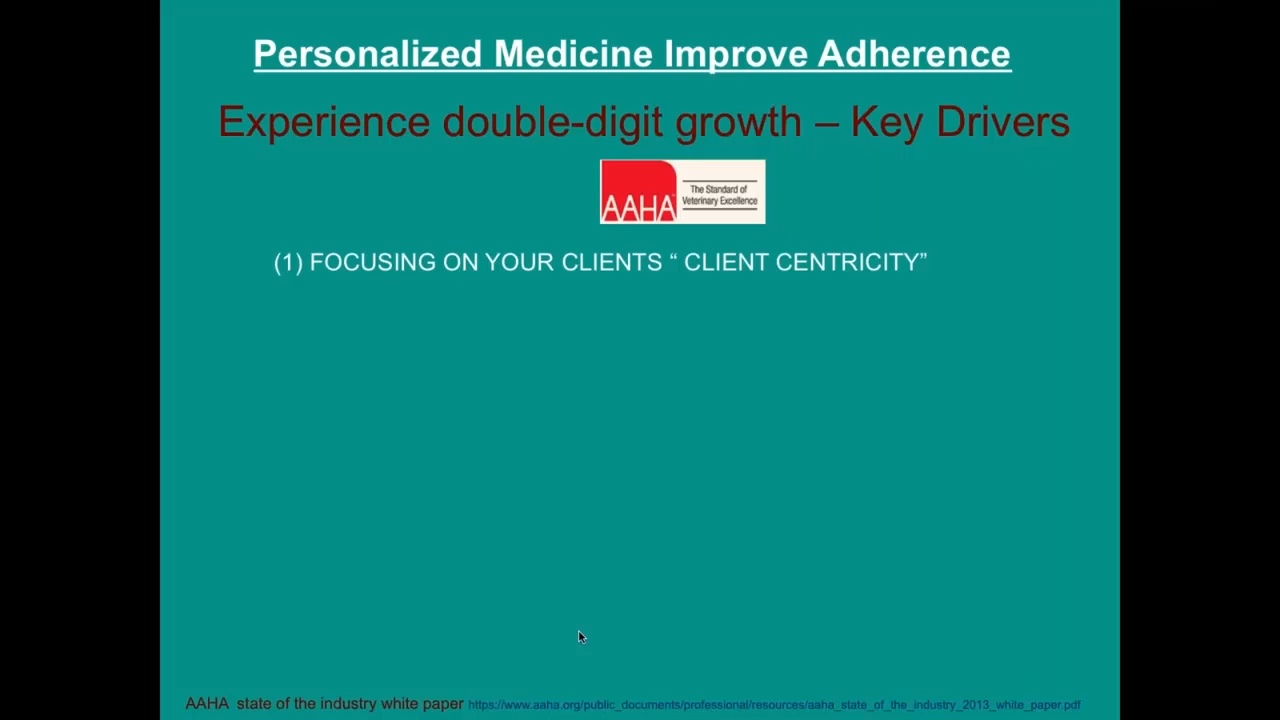 Personalized Medicine Improve Adherence
Experience double-digit growth – Key Drivers
AAHA
The Standard of
Veterinary Excellence
(1) FOCUSING ON YOUR CLIENTS “ CLIENT CENTRICITY”
AAHA state of the industry white paper https://www.aaha.org/public_documents/professional/resources/aaha_state_of_the_industry_2013_white_paper.pdf